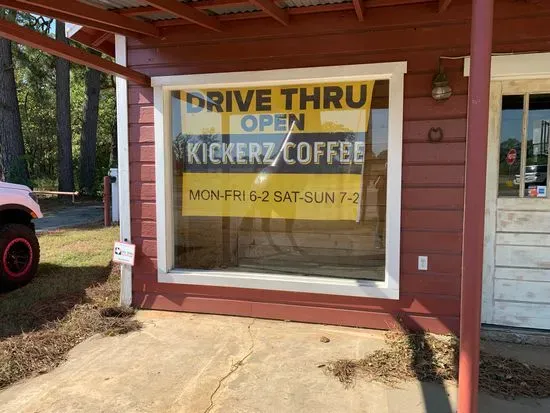 DRIVE THRU
OPEN
KICKERZ COFFEE
MON-FRI 6-2 SAT-SUN 7-2